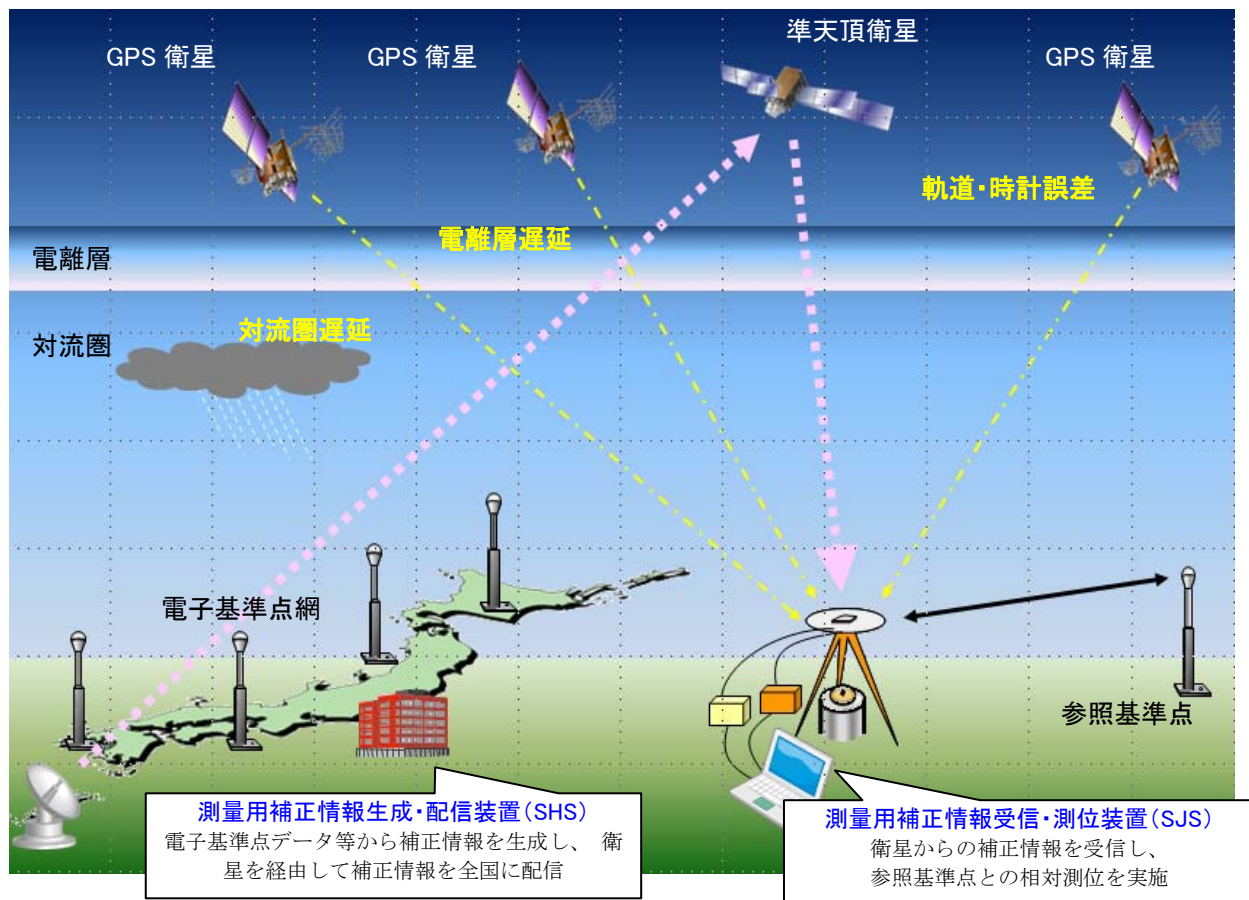 準天頂衛星
GPS 衛星
GPS 衛星
GPS 衛星
軌道・時計誤差
電離層遅延
電離層
対流圏遅延
対流圏
電子基準点網
参照基準点
測量用補正情報生成・配信装置(SHS)
電子基準点データ等から補正情報を生成し、 衛
星を経由して補正情報を全国に配信
測量用補正情報受信・測位装置(SJS)
衛星からの補正情報を受信し、
参照基準点との相対測位を実施